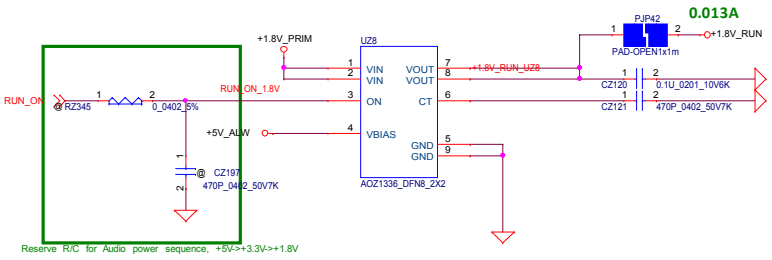 0.013A
PJP42
1 2
+1.8V_RUN
PAD-OPEN1x1m
+1.8V_PRIM
UZ8
1 VIN VOUT 7 +1.8V_RUN_UZ8
2 VIN VOUT 8
CZ120 1 2 0.1U_0201_10V6K
RUN_ON @ RZ345 1 2 0_0402_5% RUN_ON_1.8V 3 ON CT 6
CZ121 1 2 470P_0402_50V7K
+5V_ALW 4 VBIAS
GND 5
GND 9
1
@ CZ197
2
470P_0402_50V7K
AOZ1336_DFN8_2X2
Reserve R/C for Audio power sequence, +5V->+3.3V->+1.8V